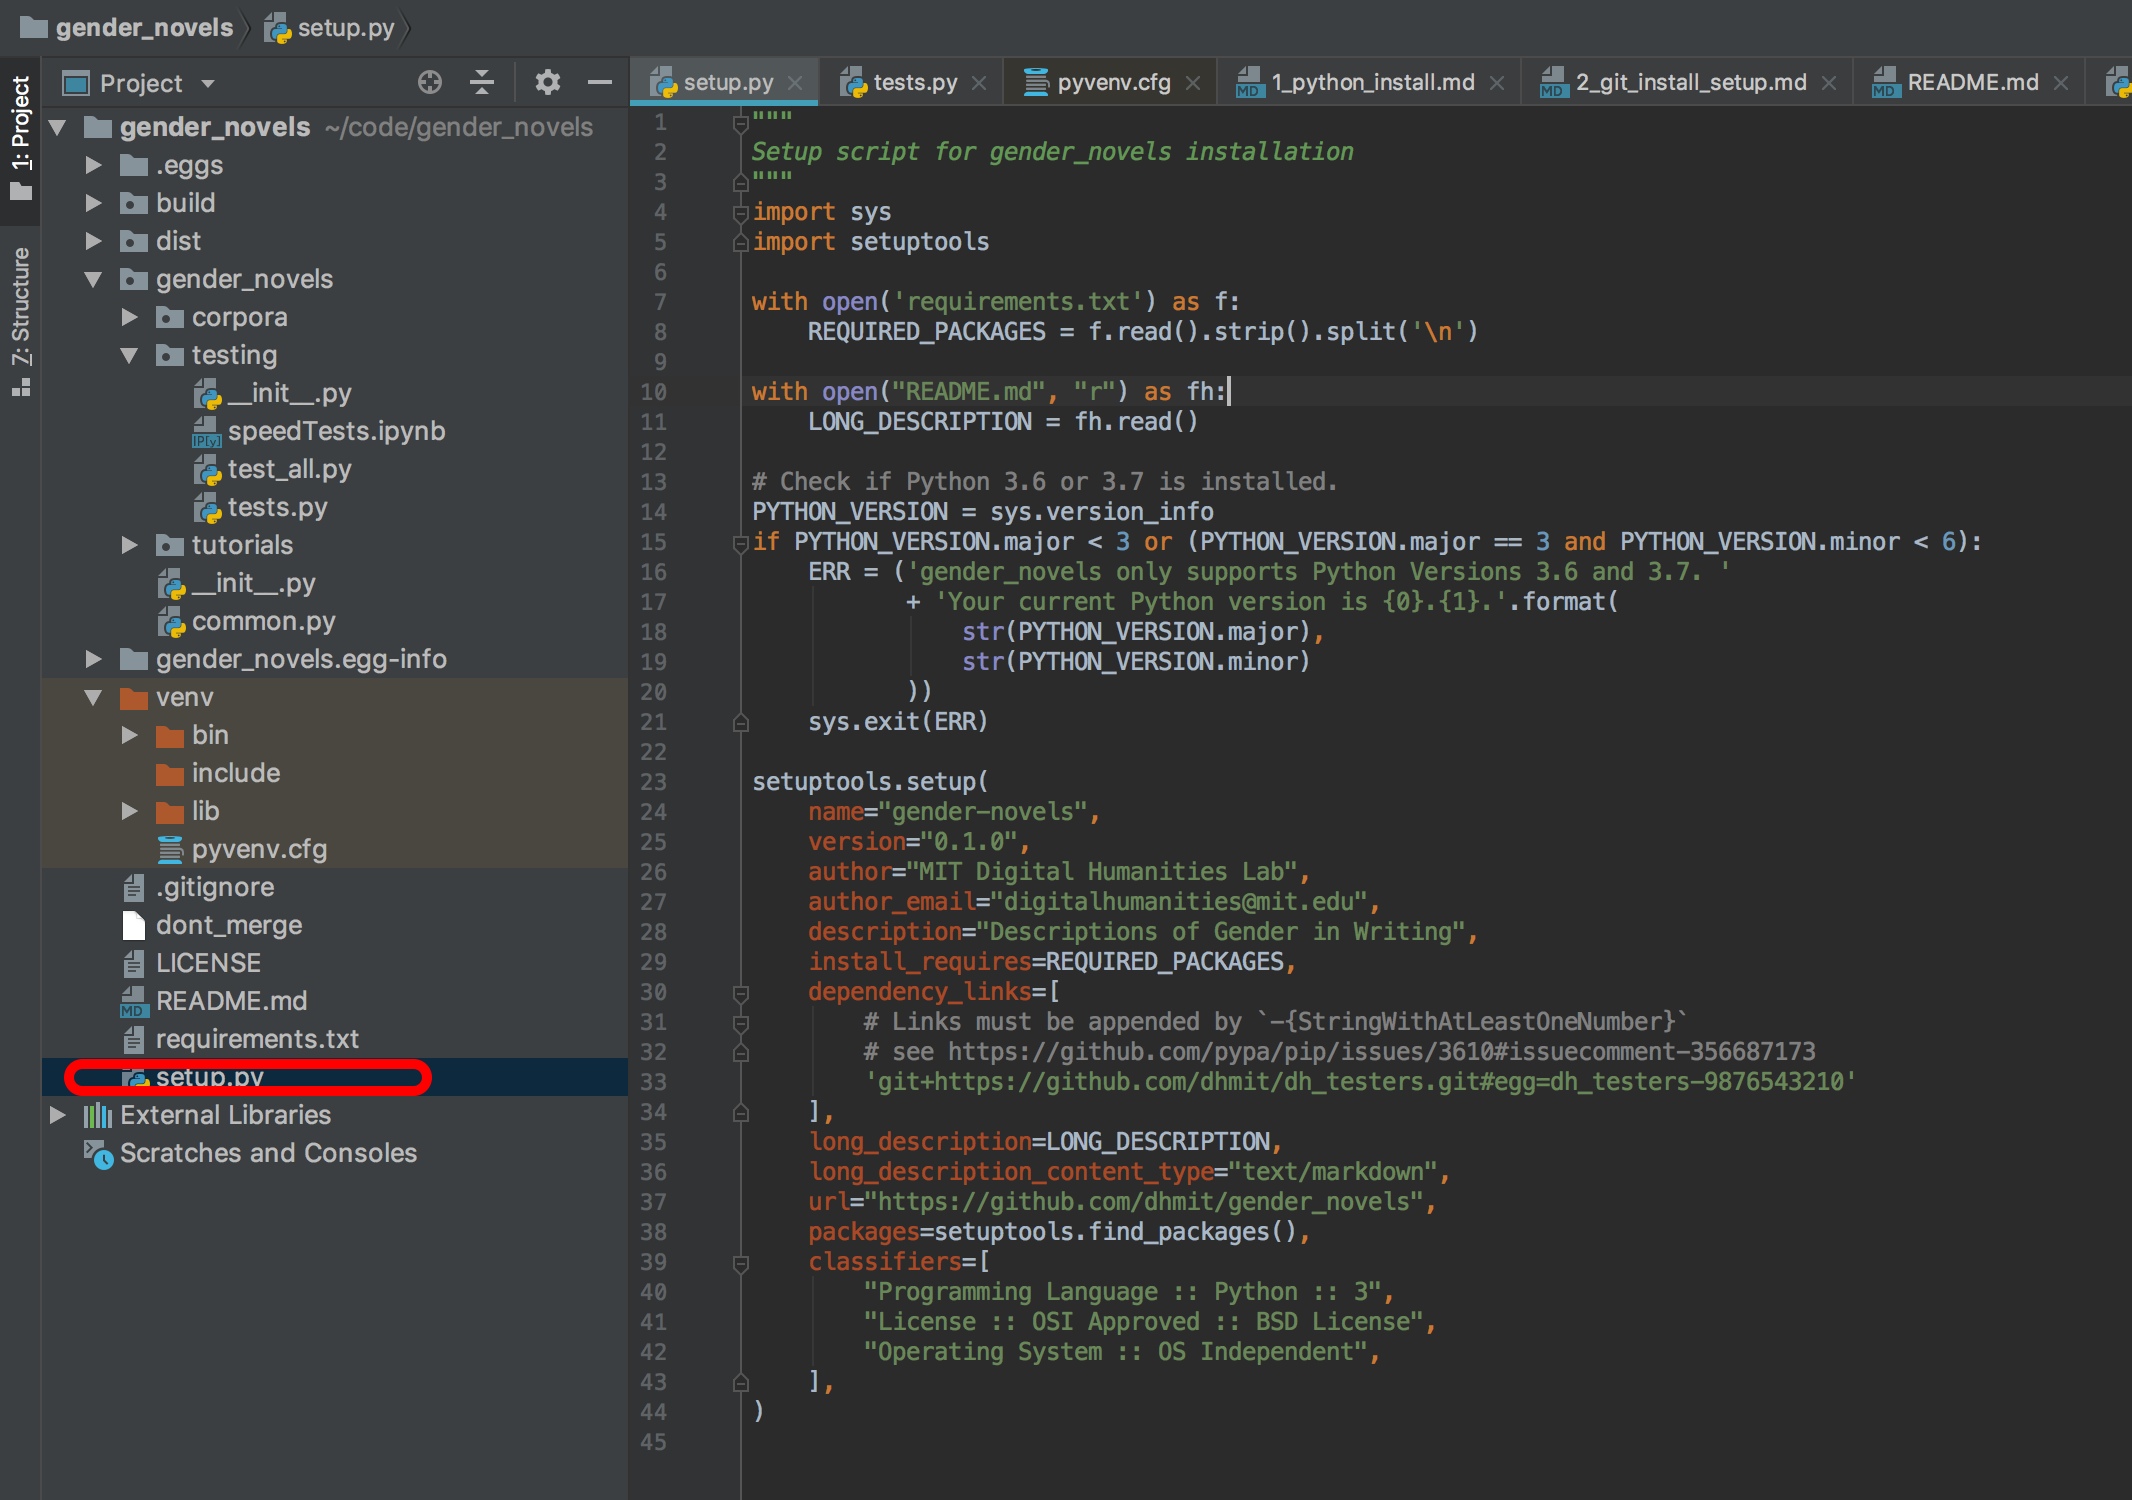 gender_novels setup.py
1: Project
7: Structure
Project
gender_novels ~/code/gender_novels
.eggs
build
dist
gender_novels
corpora
testing
__init__.py
speedTests.ipynb
test_all.py
tests.py
tutorials
__init__.py
common.py
gender_novels.egg-info
venv
bin
include
lib
pyvenv.cfg
.gitignore
dont_merge
LICENSE
README.md
requirements.txt
setup.py
External Libraries
Scratches and Consoles
setup.py tests.py pyvenv.cfg 1_python_install.md 2_git_install_setup.md README.md
1 """
2 Setup script for gender_novels installation
3 """
4 import sys
5 import setuptools
6
7 with open('requirements.txt') as f:
8     REQUIRED_PACKAGES = f.read().strip().split('\n')
9
10 with open("README.md", "r") as fh:
11     LONG_DESCRIPTION = fh.read()
12
13 # Check if Python 3.6 or 3.7 is installed.
14 PYTHON_VERSION = sys.version_info
15 if PYTHON_VERSION.major < 3 or (PYTHON_VERSION.major == 3 and PYTHON_VERSION.minor < 6):
16     ERR = ('gender_novels only supports Python Versions 3.6 and 3.7. '
17            + 'Your current Python version is {0}.{1}.'.format(
18                str(PYTHON_VERSION.major),
19                str(PYTHON_VERSION.minor)
20            ))
21     sys.exit(ERR)
22
23 setuptools.setup(
24     name="gender-novels",
25     version="0.1.0",
26     author="MIT Digital Humanities Lab",
27     author_email="digitalhumanities@mit.edu",
28     description="Descriptions of Gender in Writing",
29     install_requires=REQUIRED_PACKAGES,
30     dependency_links=[
31         # Links must be appended by `-{StringWithAtLeastOneNumber}`
32         # see https://github.com/pypa/pip/issues/3610#issuecomment-356687173
33         'git+https://github.com/dhmit/dh_testers.git#egg=dh_testers-9876543210'
34     ],
35     long_description=LONG_DESCRIPTION,
36     long_description_content_type="text/markdown",
37     url="https://github.com/dhmit/gender_novels",
38     packages=setuptools.find_packages(),
39     classifiers=[
40         "Programming Language :: Python :: 3",
41         "License :: OSI Approved :: BSD License",
42         "Operating System :: OS Independent",
43     ],
44 )
45